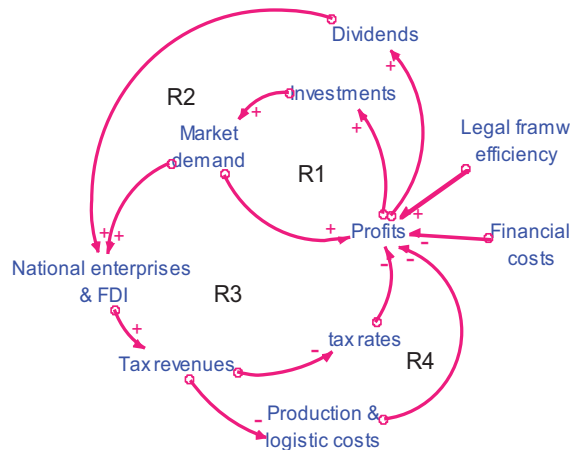 Dividends
R2
Investments
+
+
Market
demand
+
+
R1
Legal framw
efficiency
+
+
Profits
-
Financial
costs
+
+
National enterprises
& FDI
R3
-
-
+
tax rates
R4
Tax revenues
-
-
Production &
logistic costs